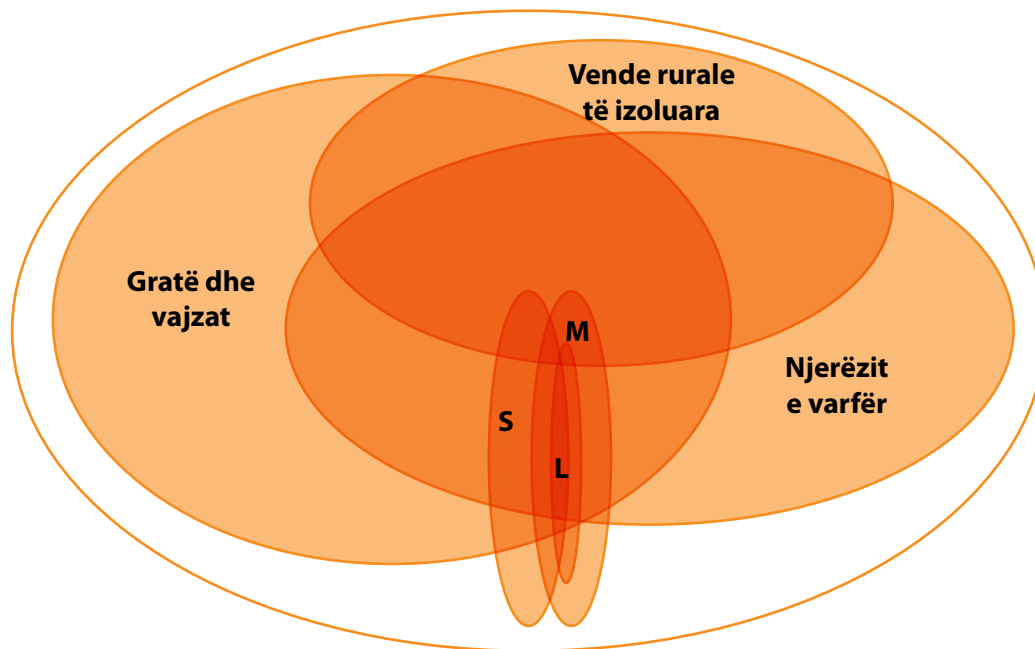 Vende rurale
të izoluara
Gratë dhe
vajzat
M
Njerëzit
e varfër
S
L